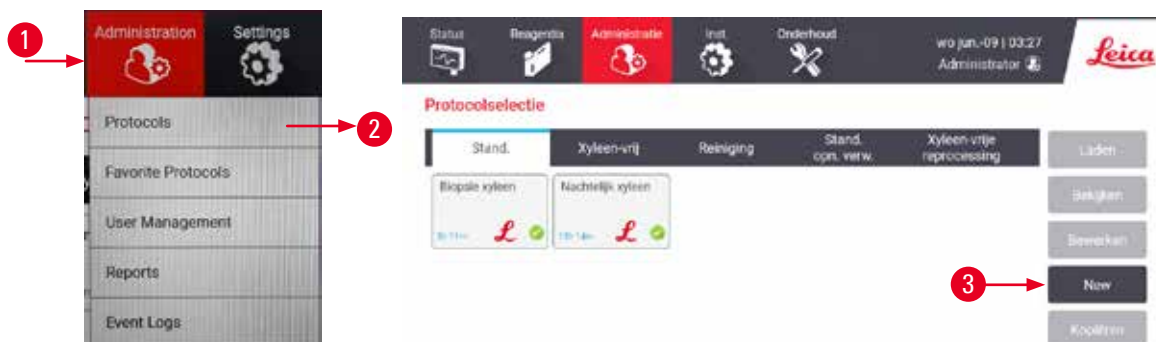 1
Administration
Settings
Protocols
2
Favorite Protocols
User Management
Reports
Event Logs
Status
Reagentia
Administratie
Inst.
Onderhoud
wo jun.-09 | 03:27
Administrator
Leica
Protocolselectie
Stand.
Xyleen-vrij
Reiniging
Stand.
opn. verw.
Xyleen-vrije
reprocessing
Laden
Biopsie xyleen
Nachtelijk xyleen
Bekijken
Bewerken
3
New
Kopiëren